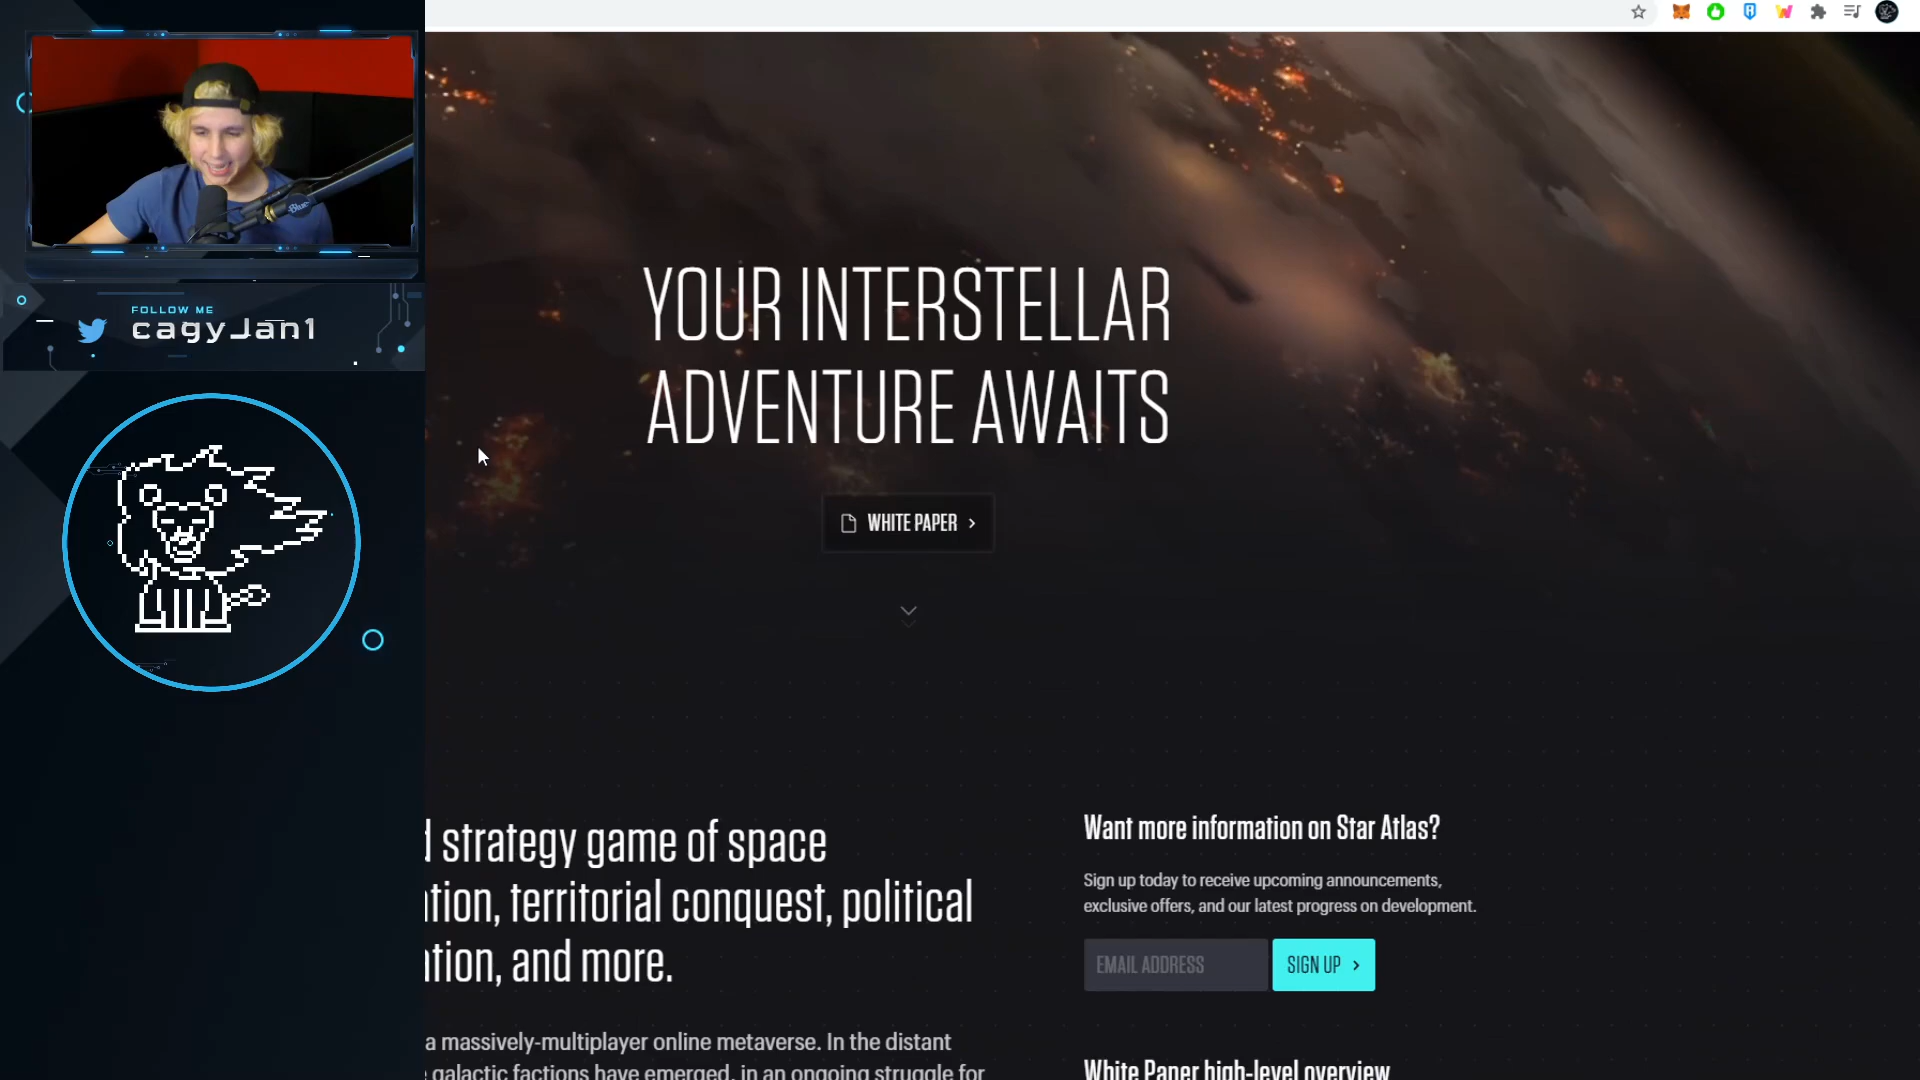 FOLLOW ME
cagyJan1
YOUR INTERSTELLAR
ADVENTURE AWAITS
WHITE PAPER
strategy game of space
territorial conquest, political
and more.
a massively-multiplayer online metaverse. In the distant
galactic factions have emerged, in an ongoing struggle for
Want more information on Star Atlas?
Sign up today to receive upcoming announcements,
exclusive offers, and our latest progress on development.
EMAIL ADDRESS
SIGN UP
White Paper high-level overview